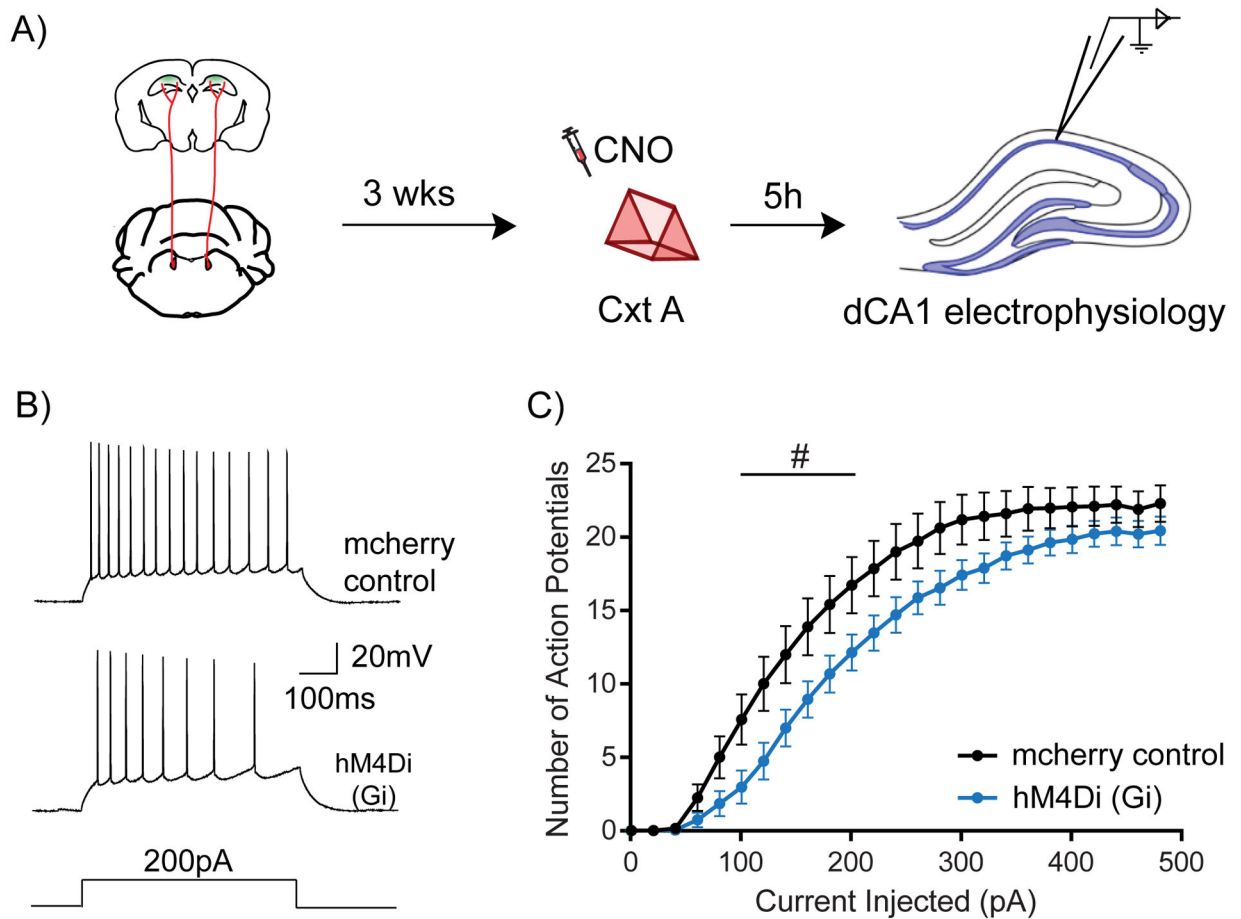 A)
3 wks
CNO
Cxt A
5h
dCA1 electrophysiology
B)
mcherry
control
20mV
100ms
hM4Di
(Gi)
200pA
C)
#
Number of Action Potentials
25
20
15
10
5
0
0
100
200
300
400
500
Current Injected (pA)
mcherry control
hM4Di (Gi)